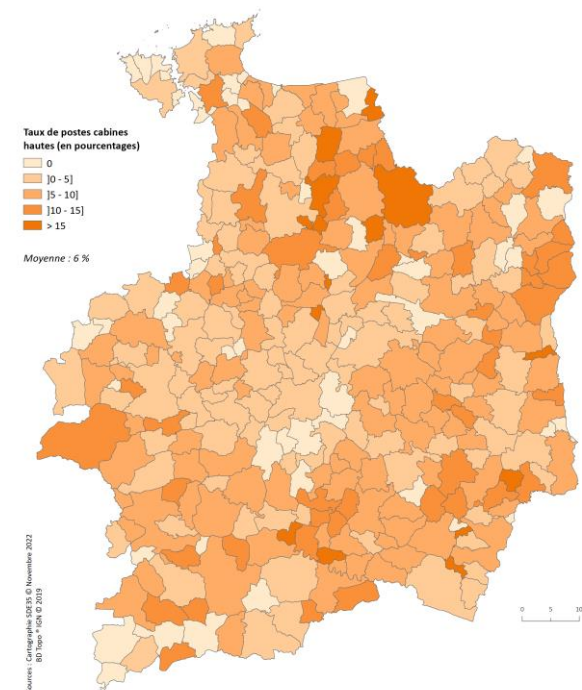 Taux de postes cabines
hautes (en pourcentages)
0
]0 - 5]
]5 - 10]
]10 - 15]
> 15
Moyenne : 6 %
ources : Cartographie SDE35 © Novembre 2022
BD Topo ® IGN © 2019
0 5 10